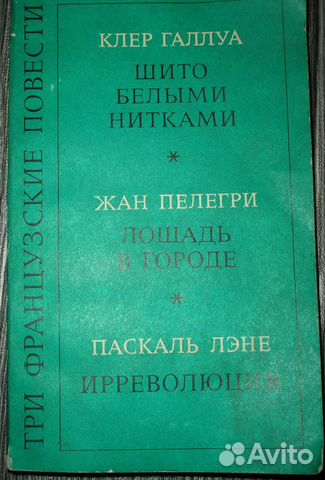 ТРИ ФРАНЦУЗСКИЕ ПОВЕСТИ
КЛЕР ГАЛЛУА
ШИТО
БЕЛЫМИ
НИТКАМИ
*
ЖАН ПЕЛЕГРИ
ЛОШАДЬ
В ГОРОДЕ
*
ПАСКАЛЬ ЛЭНЕ
ИРРЕВОЛЮЦИЯ
Avito